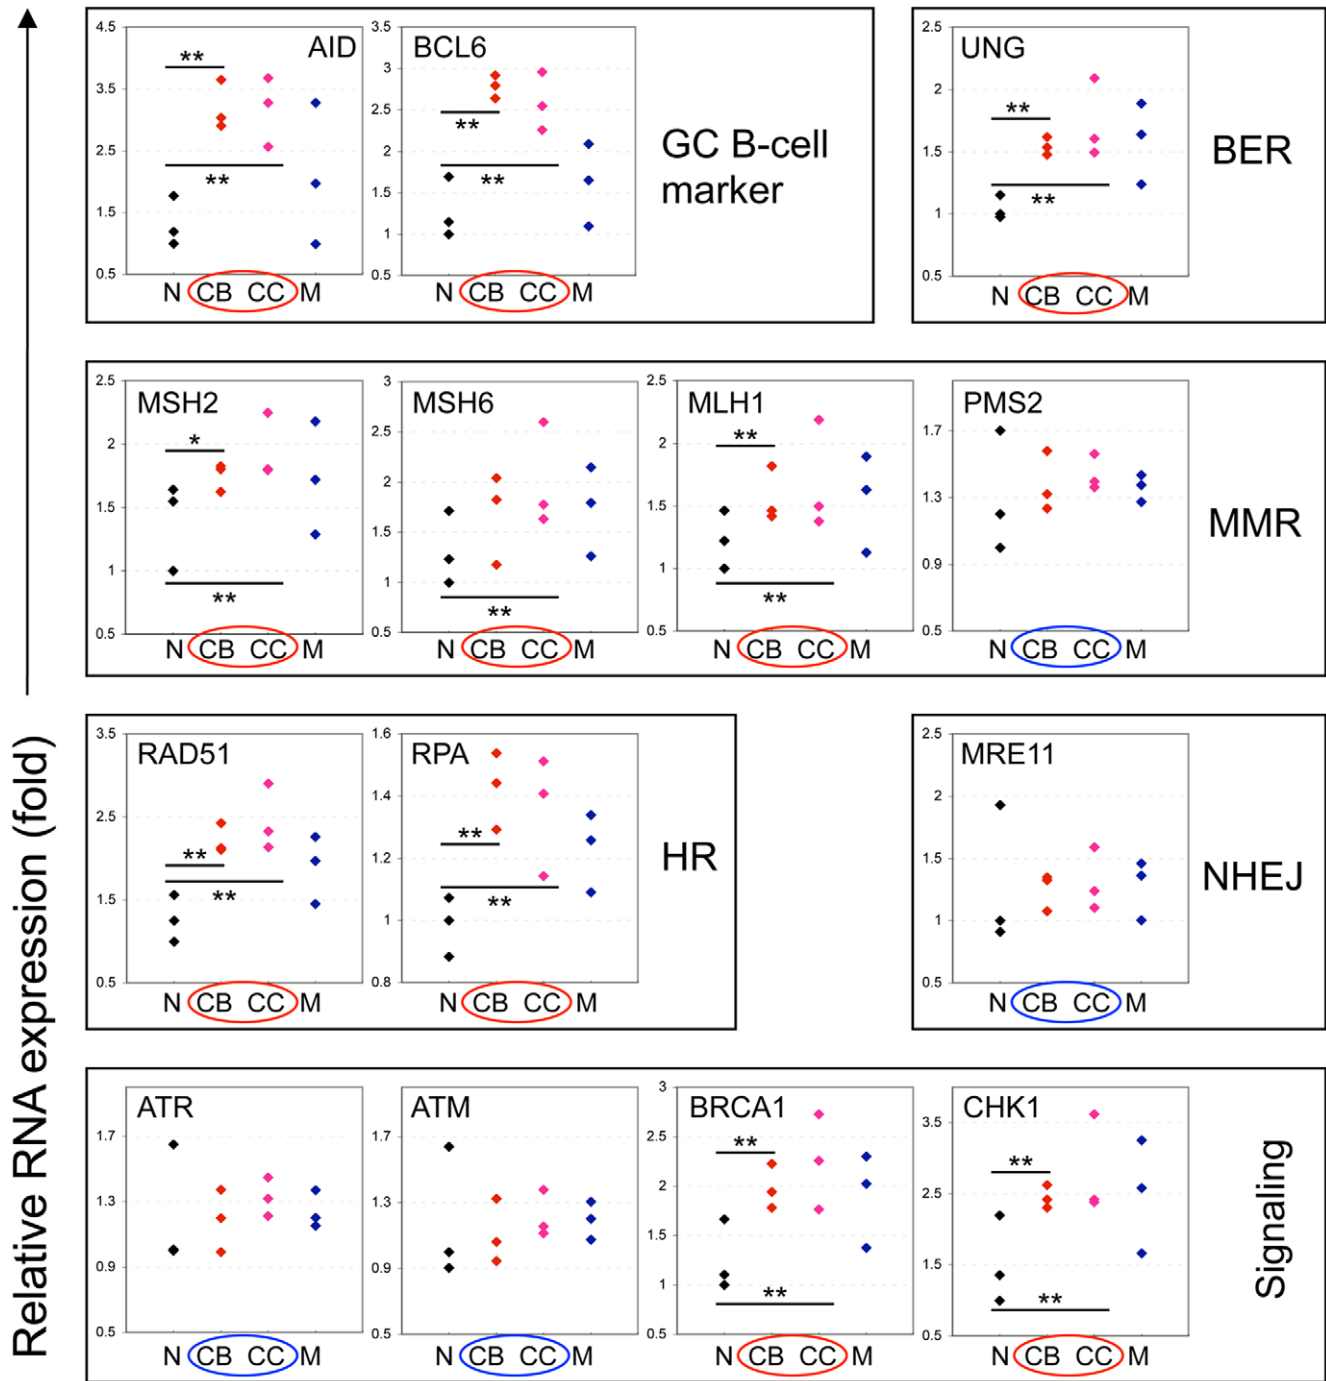 Relative RNA expression (fold)
AID
4.5
3.5
2.5
1.5
0.5
**
**
N CB CC M
BCL6
3.5
3
2.5
2
1.5
1
0.5
**
**
N CB CC M
GC B-cell
marker
UNG
2.5
2
1.5
1
0.5
**
**
N CB CC M
BER
MSH2
2.5
2
1.5
1
0.5
*
**
N CB CC M
MSH6
3
2.5
2
1.5
1
0.5
**
N CB CC M
MLH1
2.5
2
1.5
1
0.5
**
**
N CB CC M
PMS2
1.7
1.3
0.9
0.5
N CB CC M
MMR
RAD51
3.5
2.5
1.5
0.5
**
**
N CB CC M
RPA
1.6
1.4
1.2
1
0.8
**
**
N CB CC M
HR
MRE11
2.5
2
1.5
1
0.5
N CB CC M
NHEJ
ATR
1.7
1.3
0.9
0.5
N CB CC M
ATM
1.7
1.3
0.9
0.5
N CB CC M
BRCA1
3
2.5
2
1.5
1
0.5
**
**
N CB CC M
CHK1
3.5
2.5
1.5
0.5
**
**
N CB CC M
Signaling